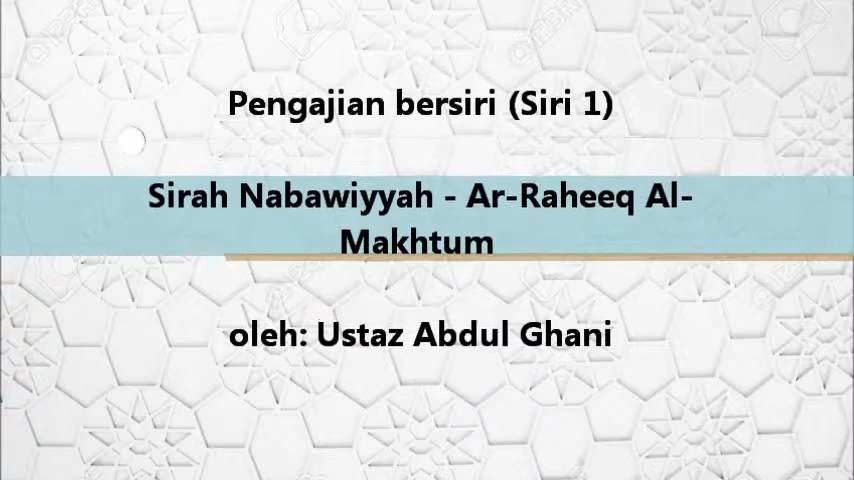 Pengajian bersiri (Siri 1)
Sirah Nabawiyyah - Ar-Raheeq Al-
Makhtum
oleh: Ustaz Abdul Ghani